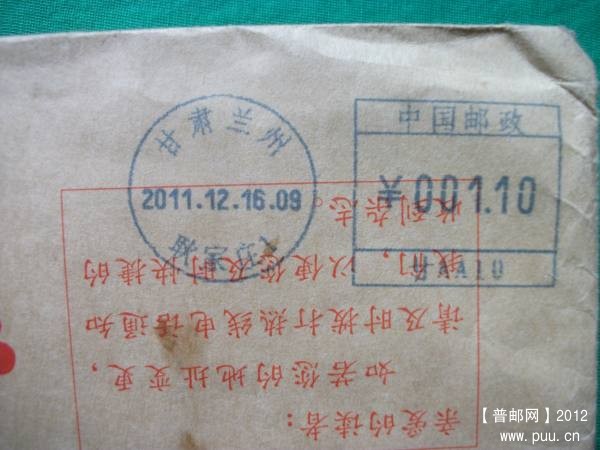 甘肃兰州
2011.12.16.09
中国邮政
¥001.10
亲爱的读者：
如若您的地址变更，
请及时拨打热线电话通知
我们，以便您及时快捷的
收到杂志。
【普邮网】2012
www.puu.cn